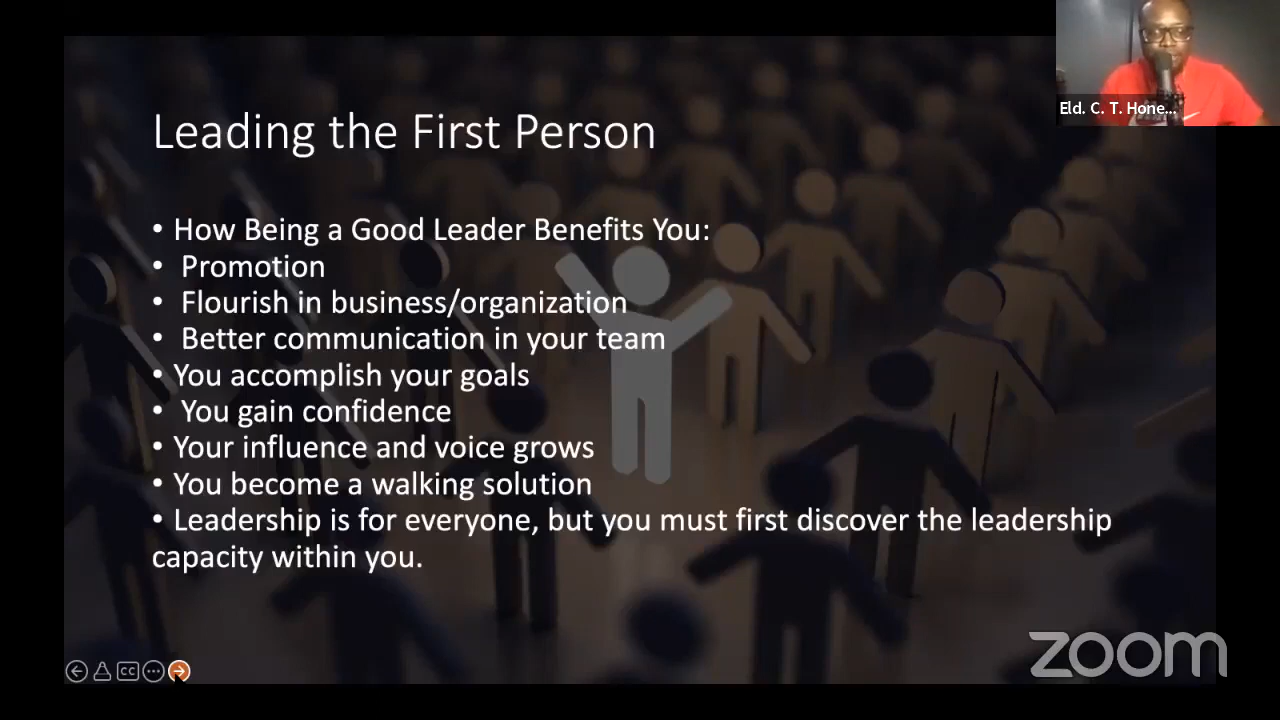 Eld. C. T. Hone...
Leading the First Person
• How Being a Good Leader Benefits You:
• Promotion
• Flourish in business/organization
• Better communication in your team
• You accomplish your goals
• You gain confidence
• Your influence and voice grows
• You become a walking solution
• Leadership is for everyone, but you must first discover the leadership
capacity within you.
CC
zoom